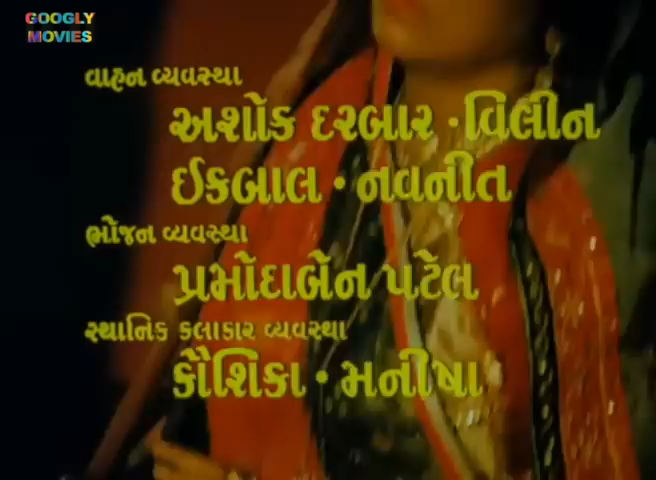 GOOGLY
MOVIES
વાહન વ્યવસ્થા
અશોક દરબાર · વિલીન
ઈકબાલ · નવનીત
ભોજન વ્યવસ્થા
પ્રમોદાબેન પટેલ
સ્થાનિક કલાકાર વ્યવસ્થા
કૌશિકા · મનીષા